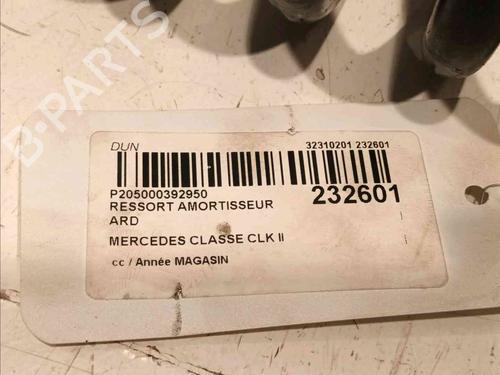 B-PARTS
DUN 32310201 232601
P205000392950 232601
RESSORT AMORTISSEUR
ARD
MERCEDES CLASSE CLK II
cc / Année MAGASIN